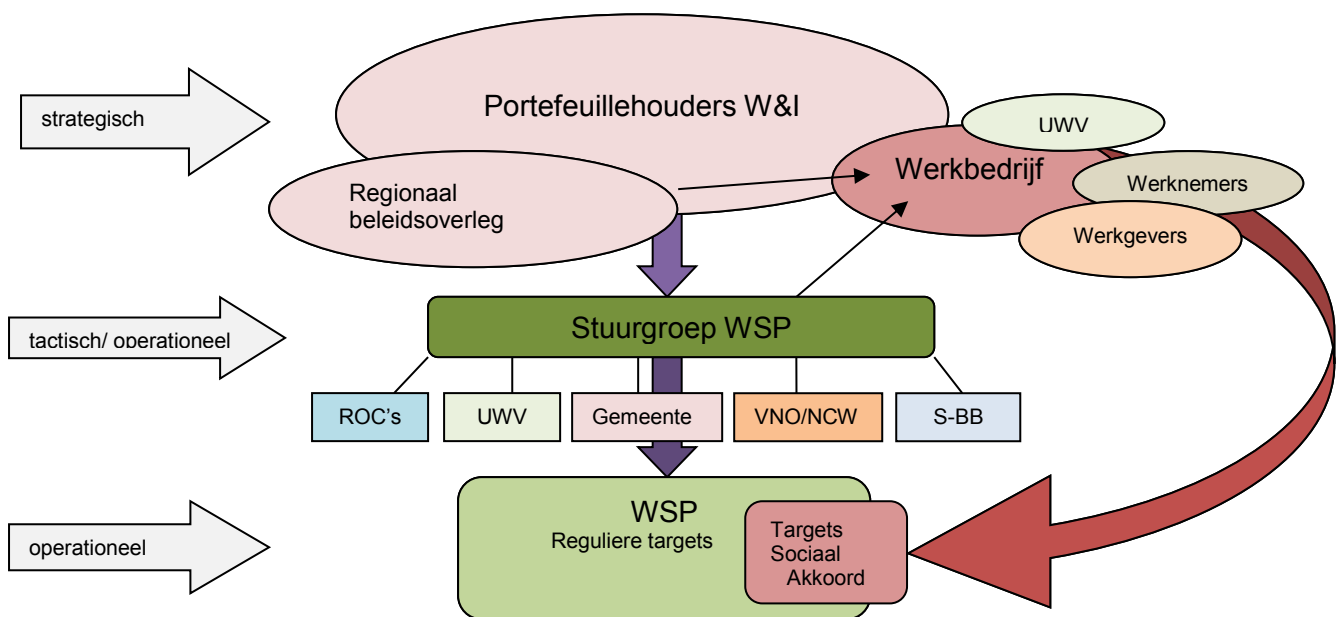 strategisch
Portefeuillehouders W&I
UWV
Werkbedrijf
Werknemers
Regionaal
beleidsoverleg
Werkgevers
tactisch/ operationeel
Stuurgroep WSP
ROC's
UWV
Gemeente
VNO/NCW
S-BB
operationeel
WSP
Reguliere targets
Targets
Sociaal
Akkoord